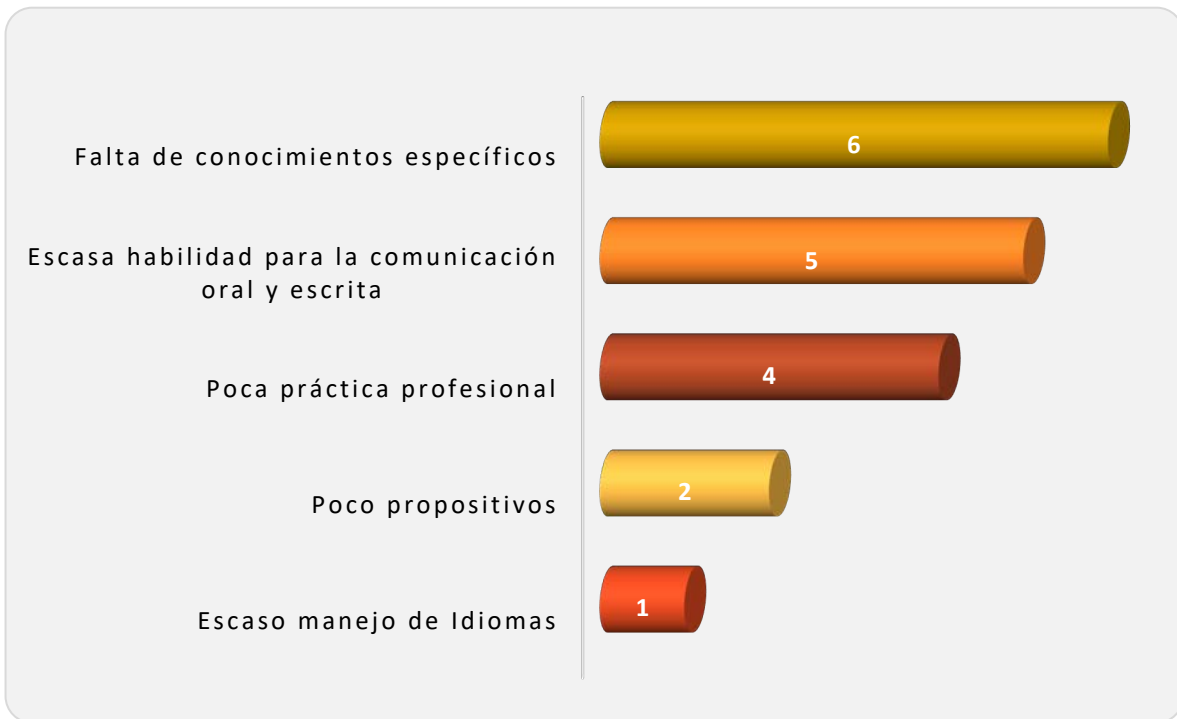 Falta de conocimientos específicos
6
Escasa habilidad para la comunicación
oral y escrita
5
Poca práctica profesional
4
Poco propositivos
2
Escaso manejo de Idiomas
1